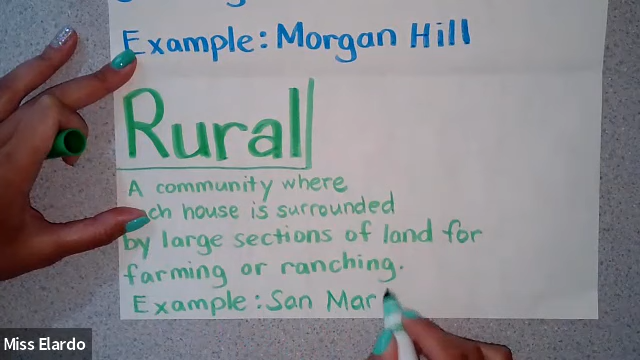 Example: Morgan Hill
Rural
A community where
ch house is surrounded
by large sections of land for
farming or ranching.
Example: San Mar
Miss Elardo